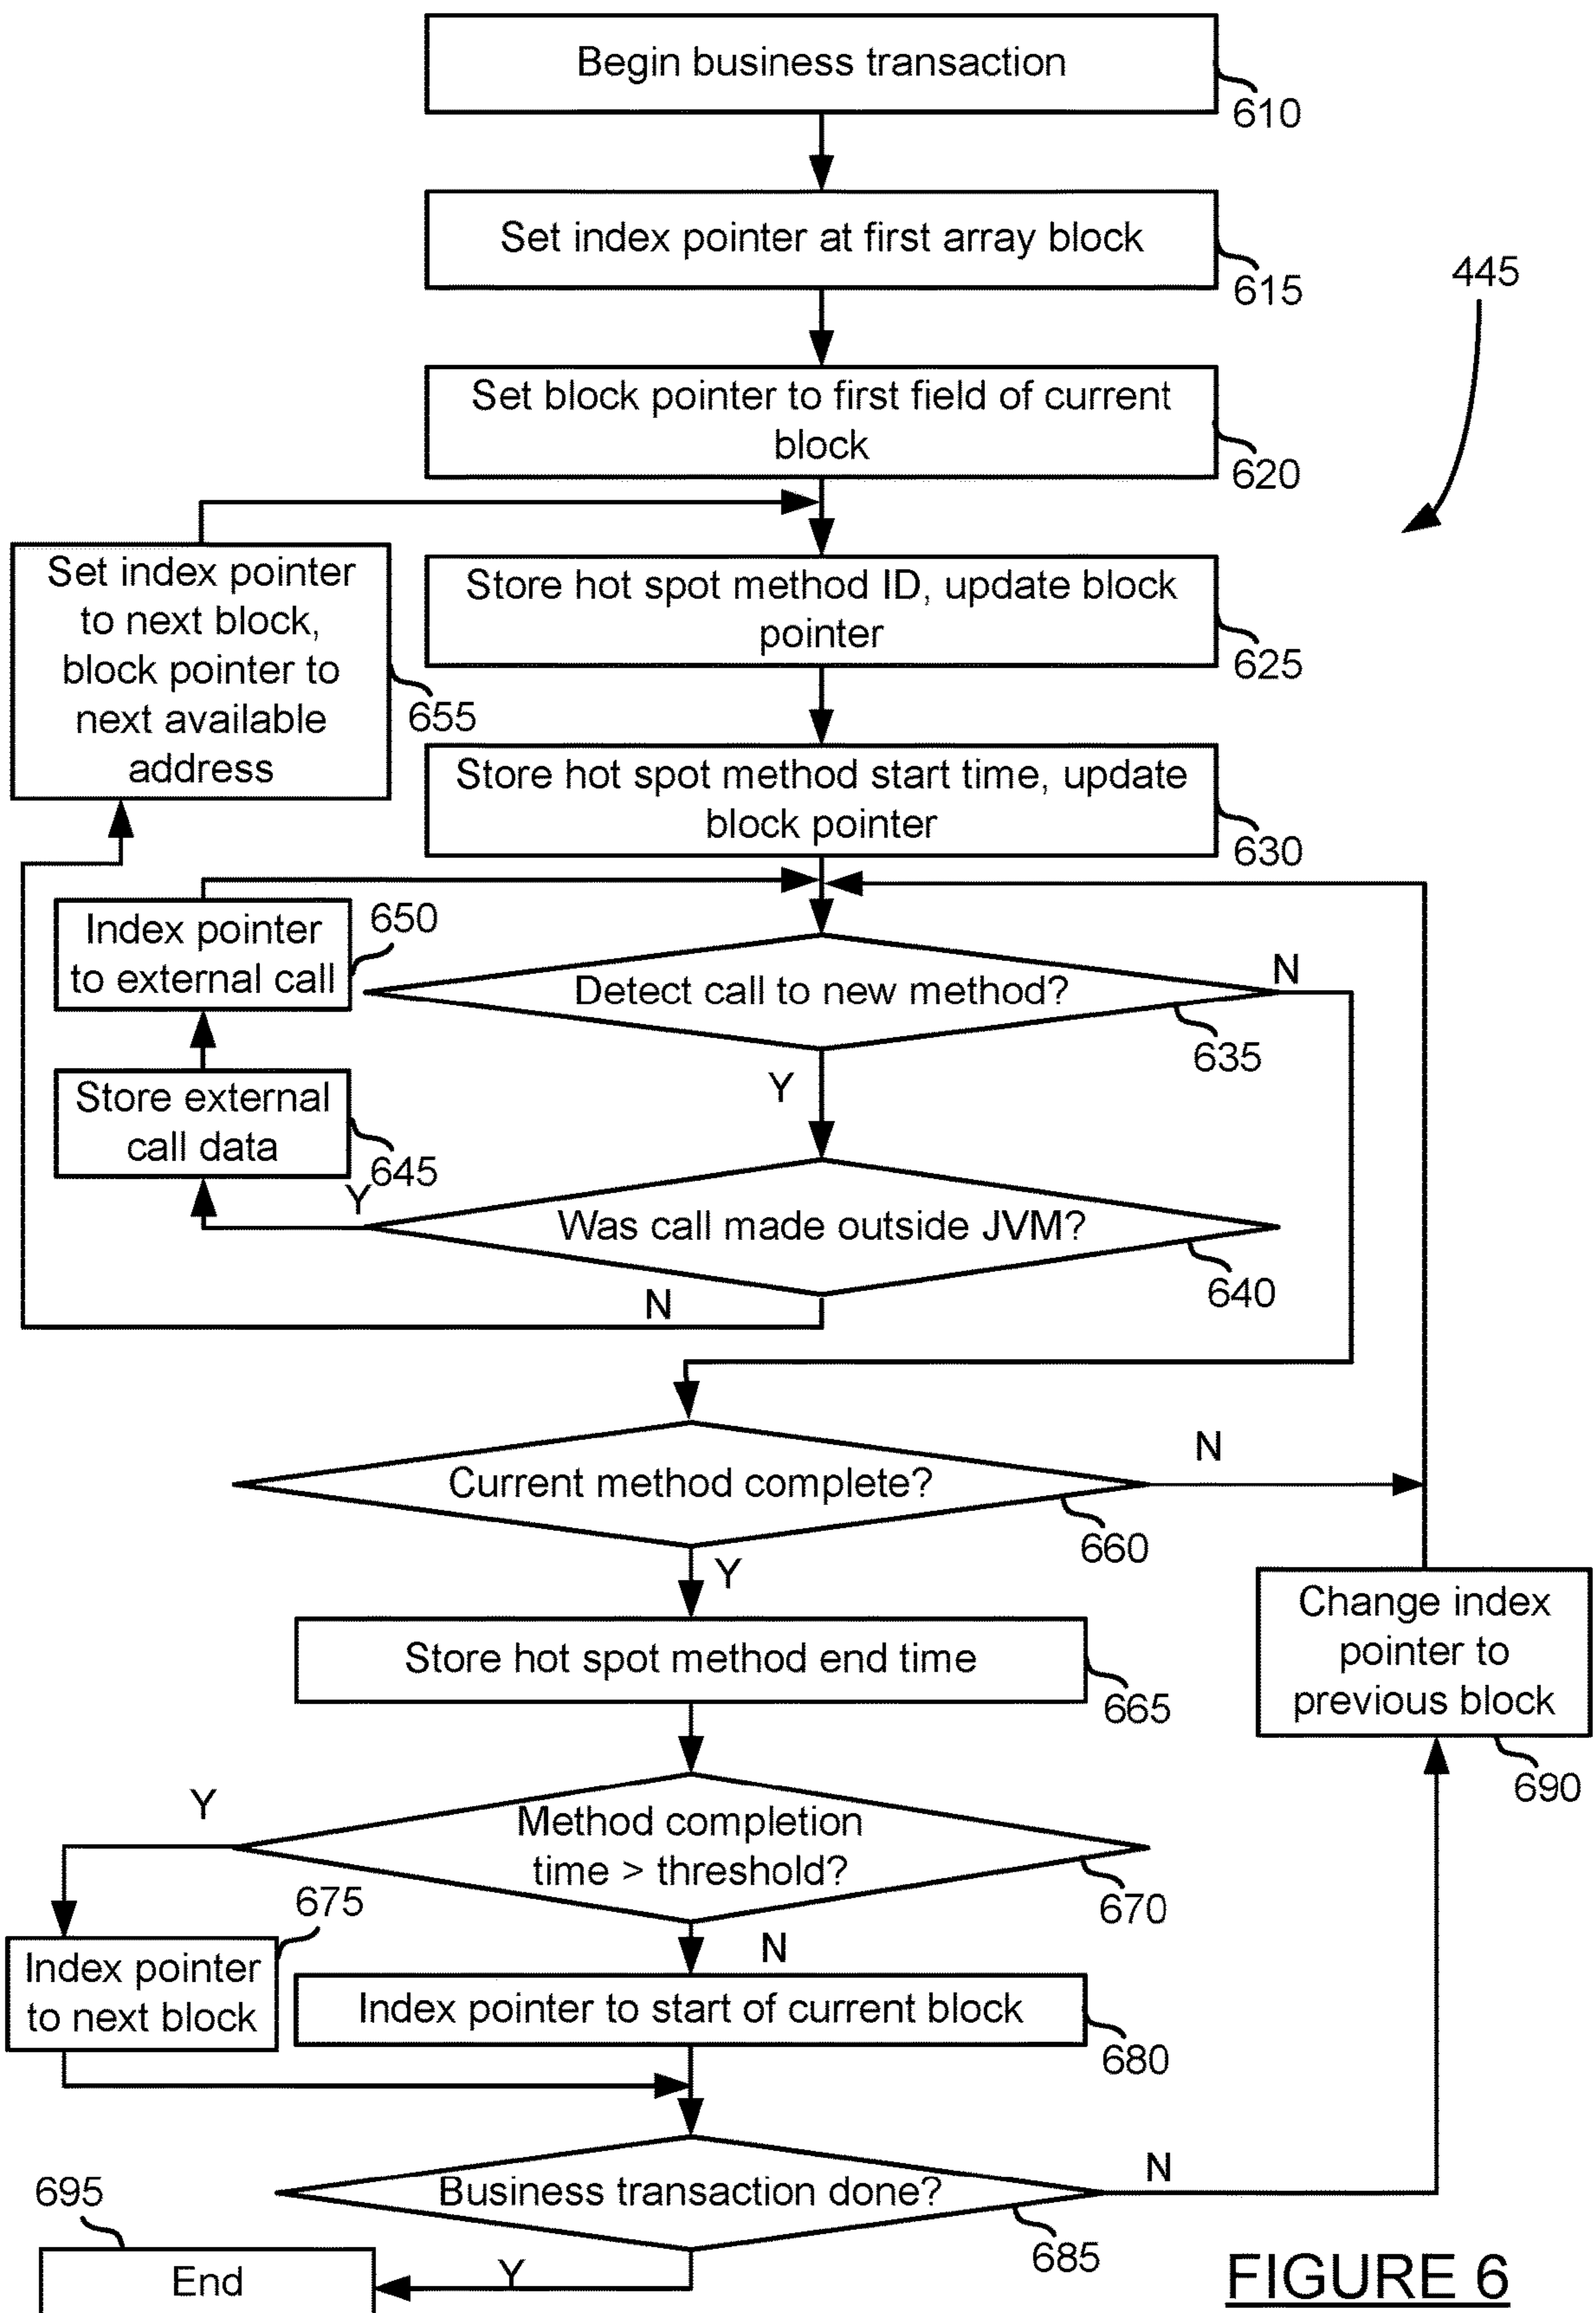 Begin business transaction
610
Set index pointer at first array block
615
445
Set block pointer to first field of current
block
620
Set index pointer
to next block,
block pointer to
next available
address
655
Store hot spot method ID, update block
pointer
625
Store hot spot method start time, update
block pointer
630
Index pointer
to external call
650
Detect call to new method?
N
635
Y
Store external
call data
645
Y
Was call made outside JVM?
640
N
Current method complete?
N
660
Y
Store hot spot method end time
665
Change index
pointer to
previous block
690
Y
Method completion
time > threshold?
670
675
N
Index pointer
to next block
Index pointer to start of current block
680
Business transaction done?
N
685
695
End
Y
FIGURE 6